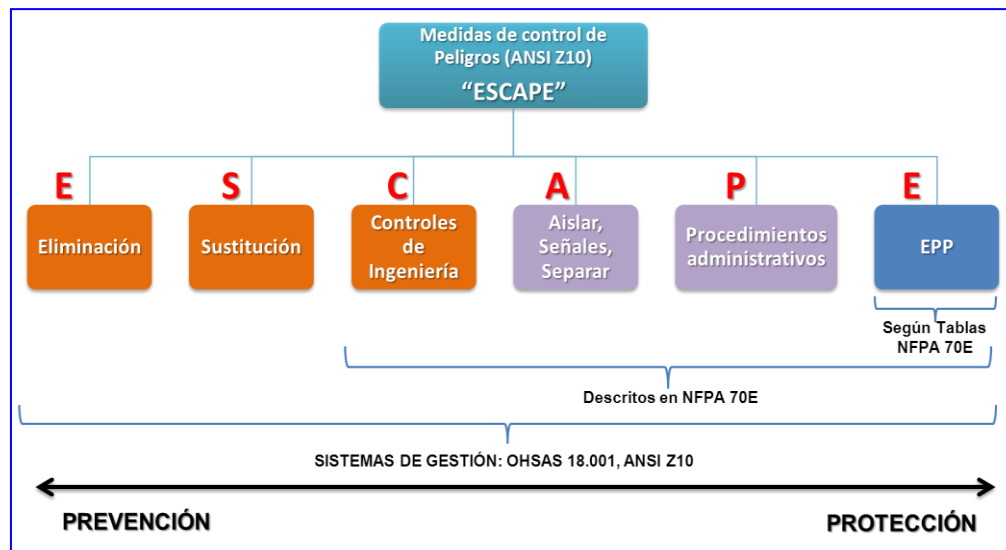 Medidas de control de
Peligros (ANSI Z10)
“ESCAPE”
E
S
C
A
P
E
Eliminación
Sustitución
Controles
de
Ingeniería
Aislar,
Señales,
Separar
Procedimientos
administrativos
EPP
Según Tablas
NFPA 70E
Descritos en NFPA 70E
SISTEMAS DE GESTIÓN: OHSAS 18.001, ANSI Z10
PREVENCIÓN
PROTECCIÓN